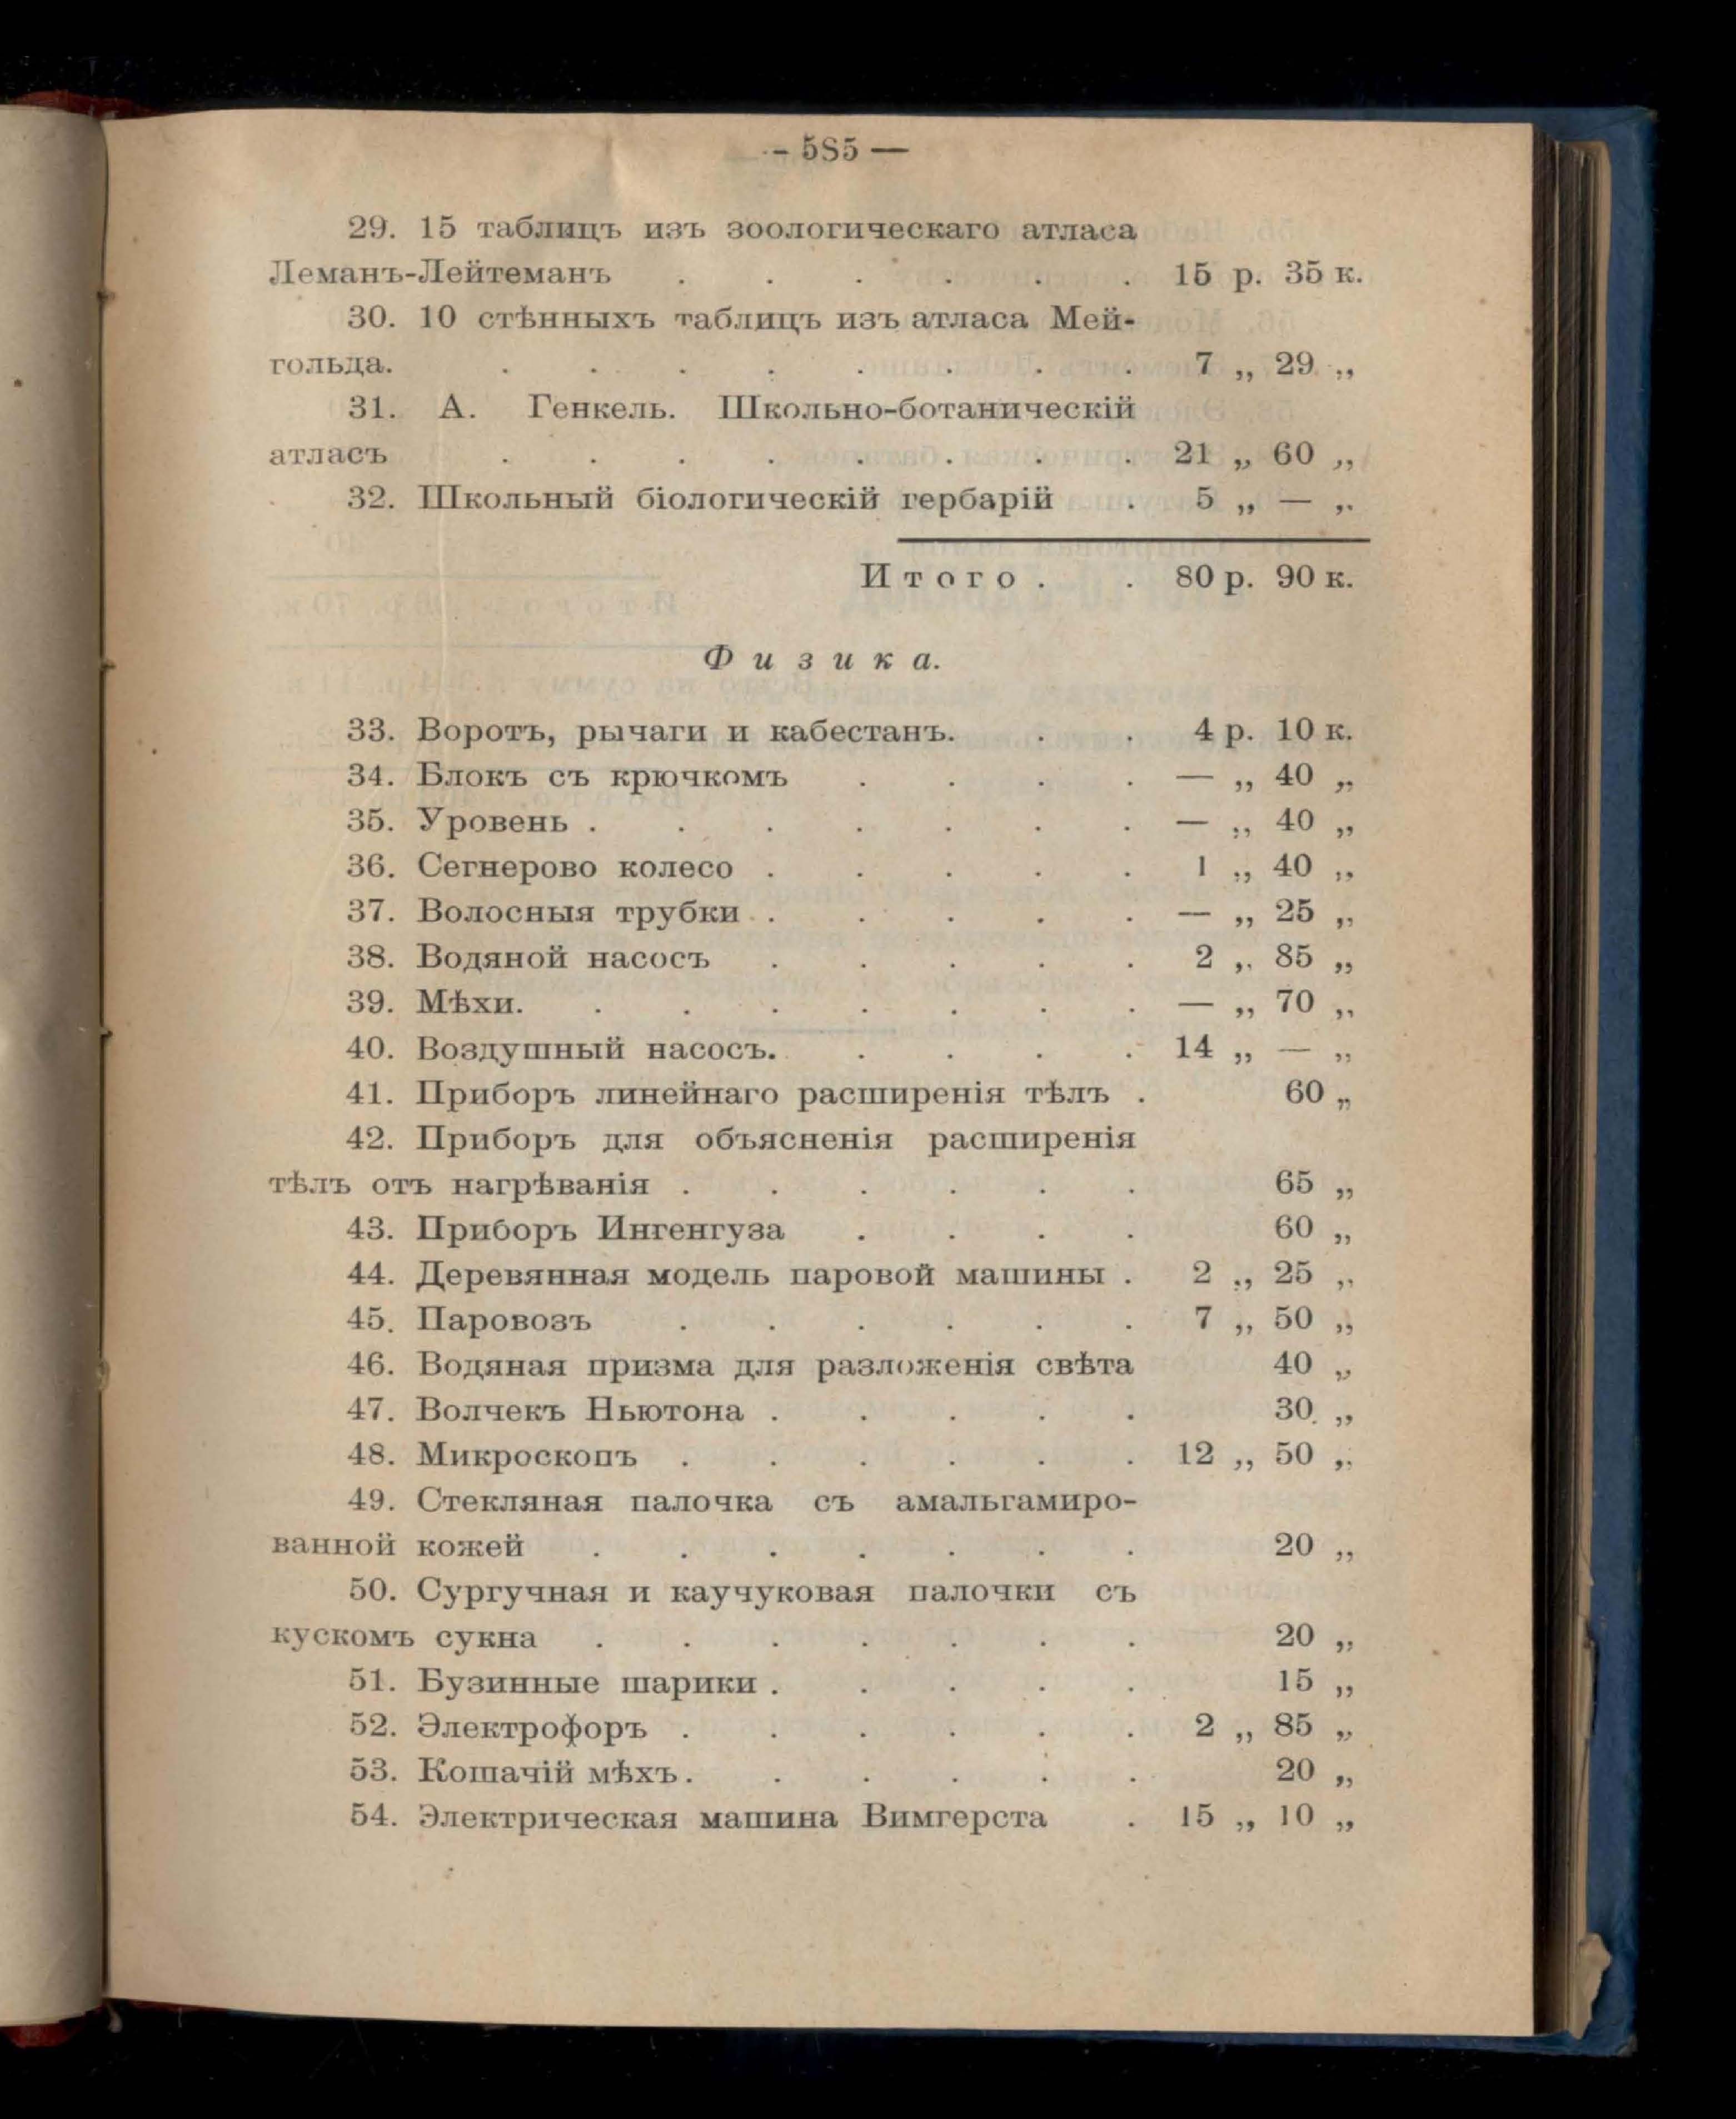 — 585 —
29. 15 таблицъ изъ зоологическаго атласа
Леманъ-Лейтеманъ . . . . . . 15 р. 35 к.
30. 10 стѣнныхъ таблицъ изъ атласа Мей-
гольда. . . . . . . . . 7 „ 29 „
31. А. Генкель. Школьно-ботаническій
атласъ . . . . . . . . 21 „ 60 „
32. Школьный біологическій гербарій . 5 „ — „
Итого . . 80 р. 90 к.
Физика.
33. Воротъ, рычаги и кабестанъ. . . 4 р. 10 к.
34. Блокъ съ крючкомъ . . . . — „ 40 „
35. Уровень . . . . . . . — „ 40 „
36. Сегнерово колесо . . . . . 1 „ 40 „
37. Волосныя трубки . . . . . — „ 25 „
38. Водяной насосъ . . . . . 2 „ 85 „
39. Мѣхи. . . . . . . . — „ 70 „
40. Воздушный насосъ. . . . . 14 „ — „
41. Приборъ линейнаго расширенія тѣлъ . 60 „
42. Приборъ для объясненія расширенія
тѣлъ отъ нагрѣванія . . . . . . 65 „
43. Приборъ Ингенгуза . . . . 60 „
44. Деревянная модель паровой машины . 2 „ 25 „
45. Паровозъ . . . . . . 7 „ 50 „
46. Водяная призма для разложенія свѣта 40 „
47. Волчекъ Ньютона . . . . . 30 „
48. Микроскопъ . . . . . . 12 „ 50 „
49. Стекляная палочка съ амальгамиро-
ванной кожей . . . . . . . 20 „
50. Сургучная и каучуковая палочки съ
кускомъ сукна . . . . . . . 20 „
51. Бузинные шарики . . . . . 15 „
52. Электрофоръ . . . . . . 2 „ 85 „
53. Кошачій мѣхъ . . . . . . 20 „
54. Электрическая машина Вимгерста . 15 „ 10 „